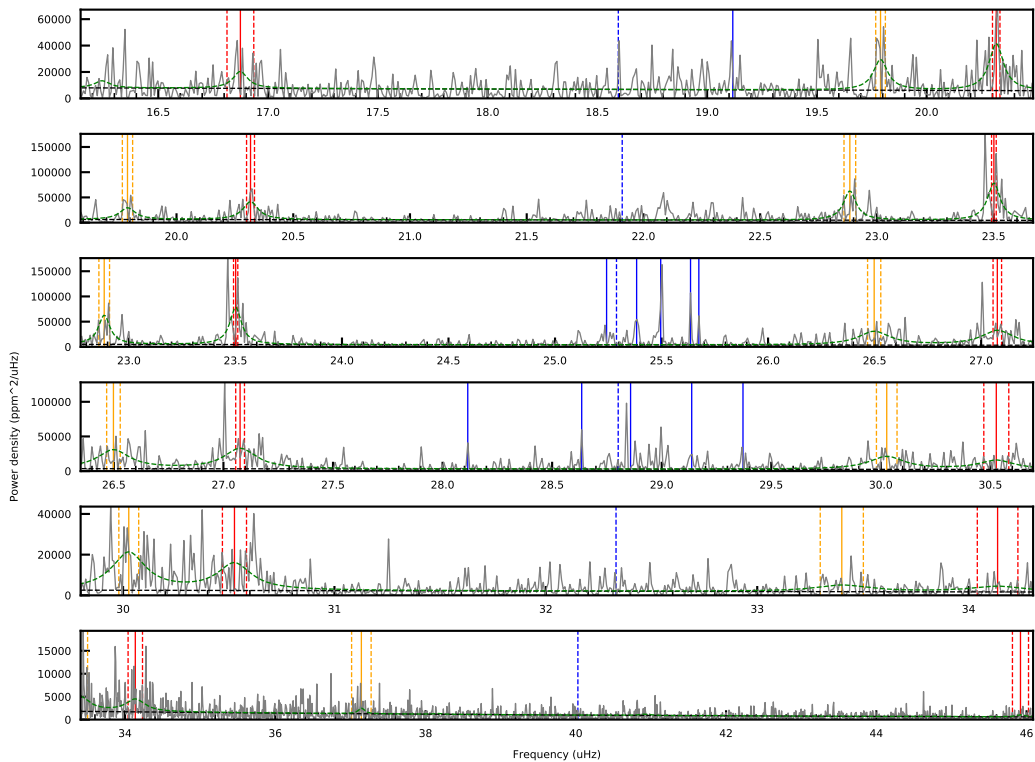 60000
40000
20000
0
16.5 17.0 17.5 18.0 18.5 19.0 19.5 20.0
150000
100000
50000
0
20.0 20.5 21.0 21.5 22.0 22.5 23.0 23.5
150000
100000
50000
0
23.0 23.5 24.0 24.5 25.0 25.5 26.0 26.5 27.0
Power density (ppm^2/uHz)
100000
50000
0
26.5 27.0 27.5 28.0 28.5 29.0 29.5 30.0 30.5
40000
20000
0
30 31 32 33 34
15000
10000
5000
0
34 36 38 40 42 44 46
Frequency (uHz)